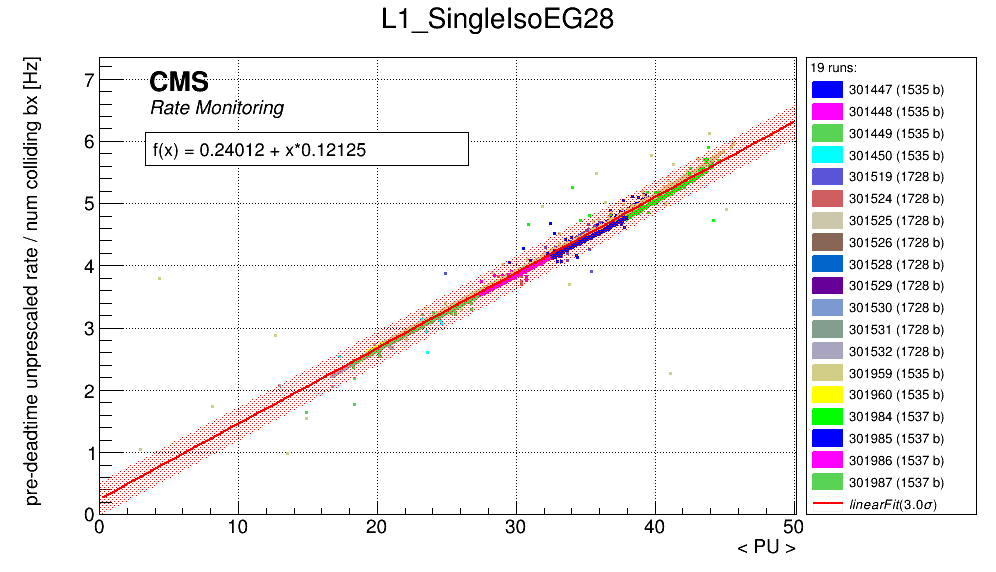 L1_SingleIsoEG28
pre-deadtime unprescaled rate / num colliding bx [Hz]
7
6
5
4
3
2
1
0
CMS
Rate Monitoring
f(x) = 0.24012 + x*0.12125
0 10 20 30 40 50
< PU >
19 runs:
301447 (1535 b)
301448 (1535 b)
301449 (1535 b)
301450 (1535 b)
301519 (1728 b)
301524 (1728 b)
301525 (1728 b)
301526 (1728 b)
301528 (1728 b)
301529 (1728 b)
301530 (1728 b)
301531 (1728 b)
301532 (1728 b)
301959 (1535 b)
301960 (1535 b)
301984 (1537 b)
301985 (1537 b)
301986 (1537 b)
301987 (1537 b)
linearFit(3.0σ)